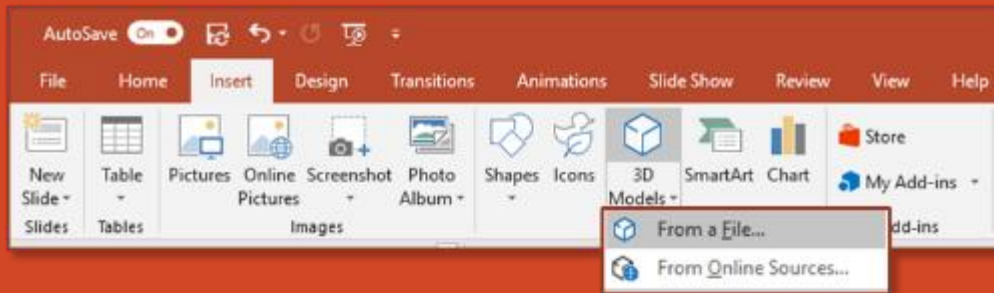 AutoSave On
File Home Insert Design Transitions Animations Slide Show Review View Help
New Slide
Table
Pictures
Online Pictures
Screenshot
Photo Album
Shapes
Icons
3D Models
SmartArt
Chart
Store
My Add-ins
Slides Tables Images dd-ins
From a File...
From Online Sources...